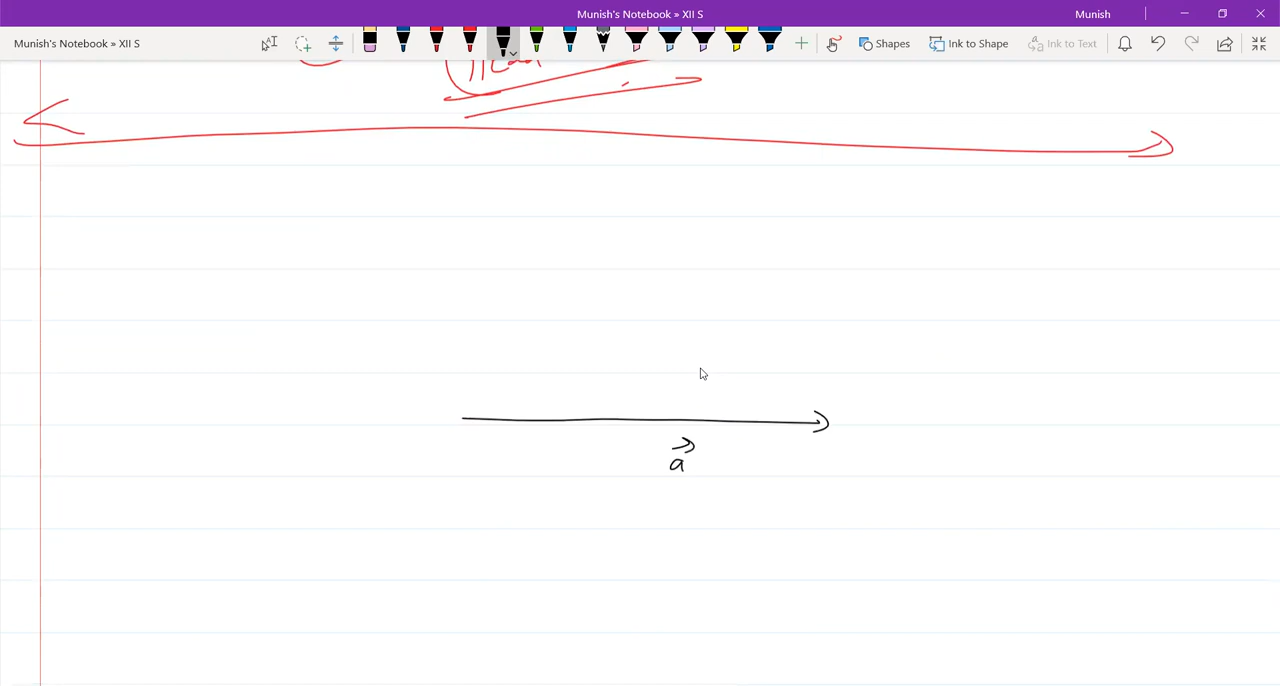 Munish's Notebook » XII S
Munish
Munish's Notebook » XII S
Shapes
Ink to Shape
Ink to Text
a